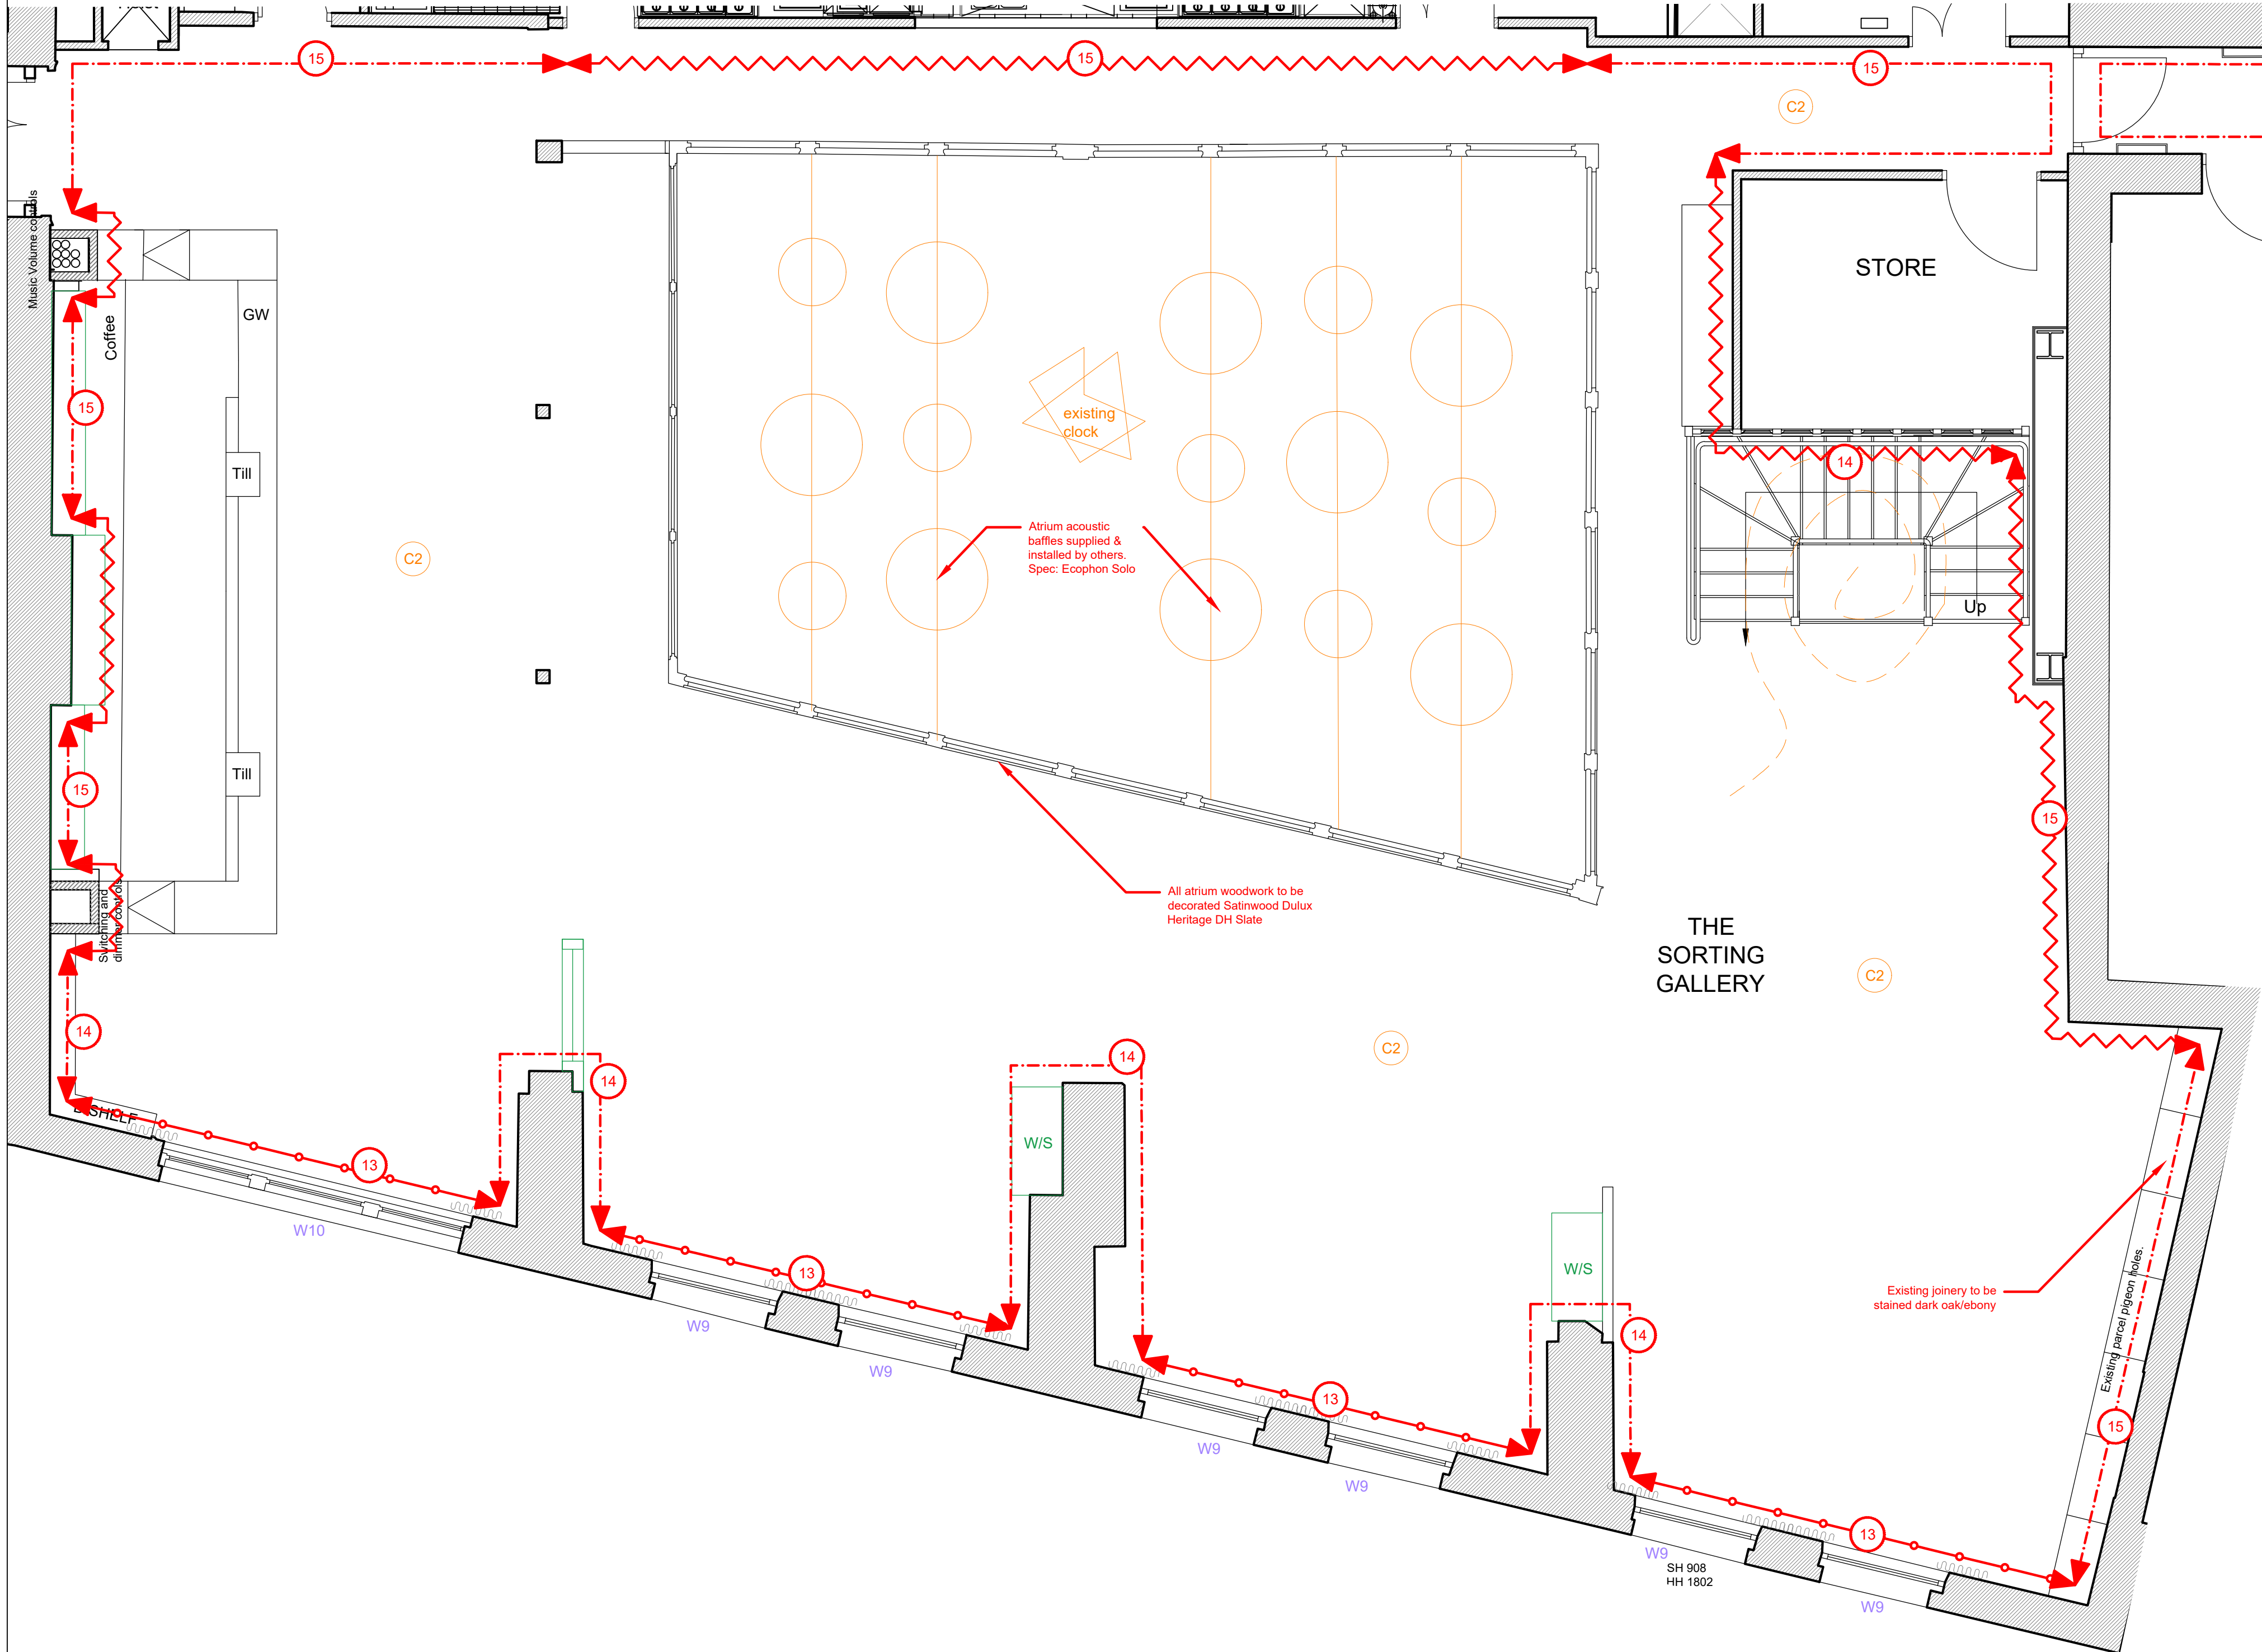 15
15
15
C2
Music Volume controls
STORE
GW
Coffee
existing
clock
15
Till
14
Atrium acoustic
baffles supplied &
installed by others.
Spec: Ecophon Solo
C2
Up
Till
15
15
All atrium woodwork to be
decorated Satinwood Dulux
Heritage DH Slate
Switching and
dimmer controls
THE
SORTING
GALLERY
C2
14
C2
14
14
SHELF
W/S
13
W10
W/S
13
Existing joinery to be
stained dark oak/ebony
Existing parcel pigeon holes.
W9
14
W9
13
15
W9
W9
13
W9
SH 908
HH 1802
W9